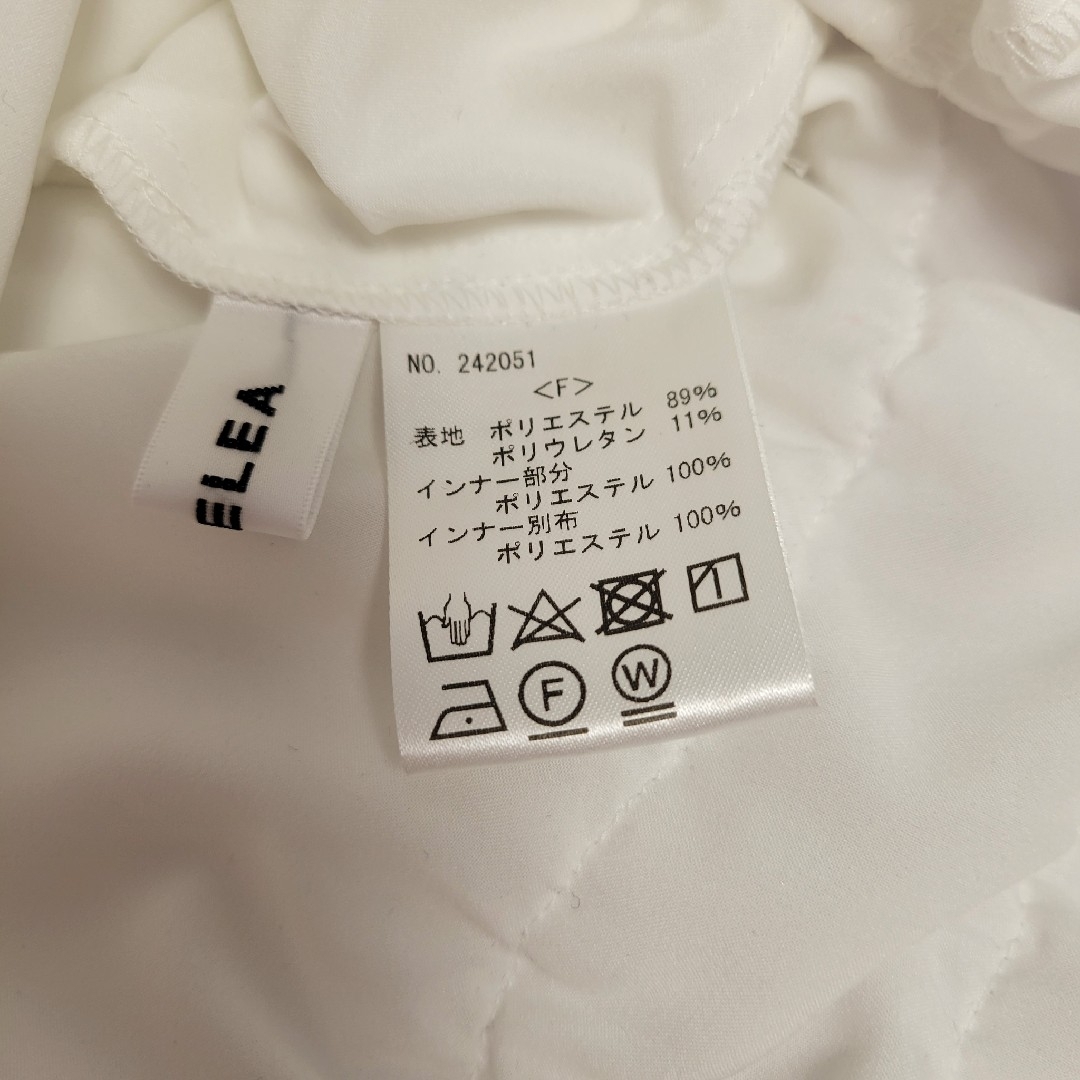 NO. 242051
<F>
表地 ポリエステル 89%
ポリウレタン 11%
インナー部分
ポリエステル 100%
インナー別布
ポリエステル 100%
F W
ELEA